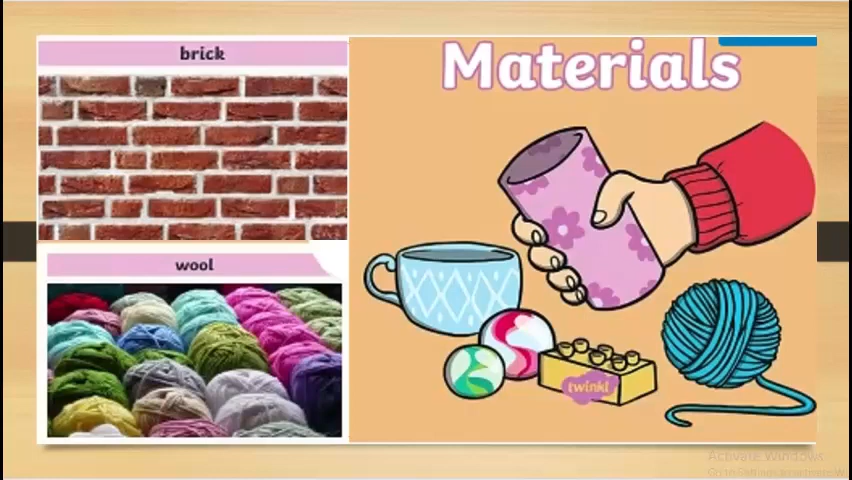 brick
Materials
wool
twinkl
Activate Windows